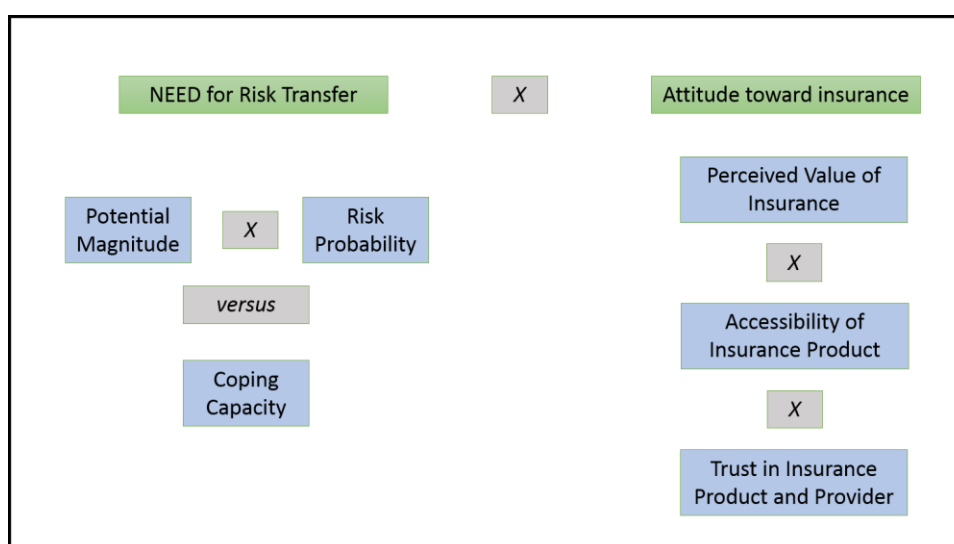 NEED for Risk Transfer
X
Attitude toward insurance
Potential
Magnitude
X
Risk
Probability
versus
Coping
Capacity
Perceived Value of
Insurance
X
Accessibility of
Insurance Product
X
Trust in Insurance
Product and Provider